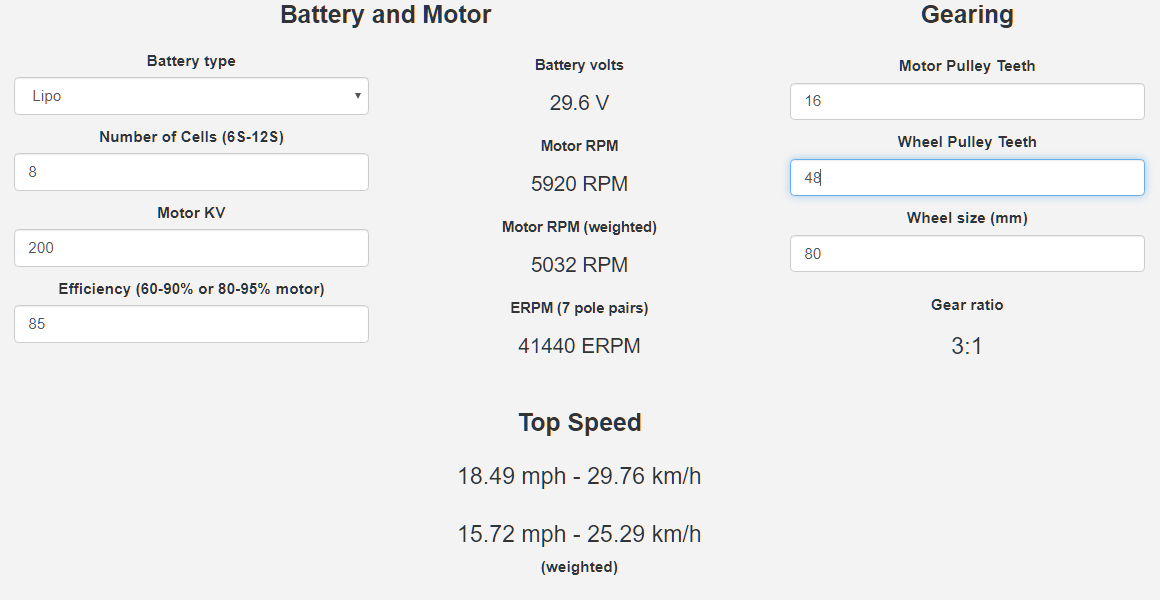 Battery and Motor
Battery type
Lipo
Number of Cells (6S-12S)
8
Motor KV
200
Efficiency (60-90% or 80-95% motor)
85
Battery volts
29.6 V
Motor RPM
5920 RPM
Motor RPM (weighted)
5032 RPM
ERPM (7 pole pairs)
41440 ERPM
Gearing
Motor Pulley Teeth
16
Wheel Pulley Teeth
48
Wheel size (mm)
80
Gear ratio
3:1
Top Speed
18.49 mph - 29.76 km/h
15.72 mph - 25.29 km/h
(weighted)